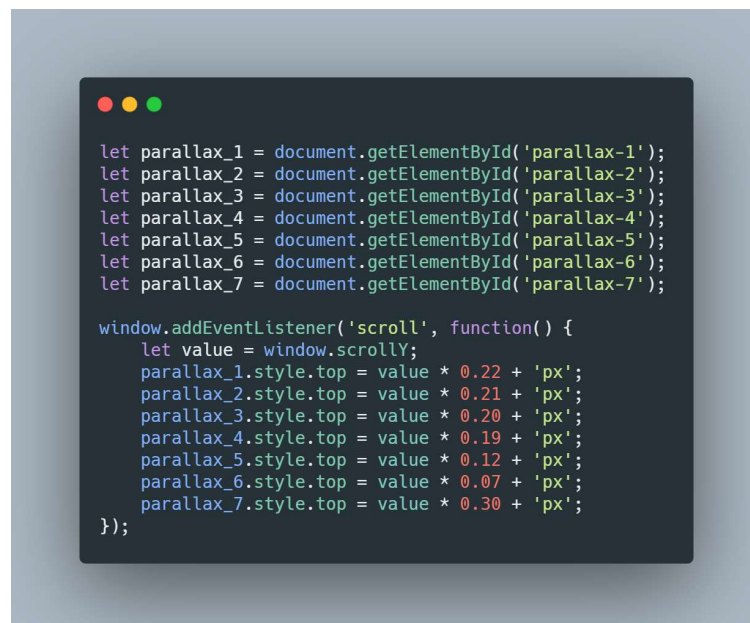 let parallax_1 = document.getElementById('parallax-1');
let parallax_2 = document.getElementById('parallax-2');
let parallax_3 = document.getElementById('parallax-3');
let parallax_4 = document.getElementById('parallax-4');
let parallax_5 = document.getElementById('parallax-5');
let parallax_6 = document.getElementById('parallax-6');
let parallax_7 = document.getElementById('parallax-7');

window.addEventListener('scroll', function() {
    let value = window.scrollY;
    parallax_1.style.top = value * 0.22 + 'px';
    parallax_2.style.top = value * 0.21 + 'px';
    parallax_3.style.top = value * 0.20 + 'px';
    parallax_4.style.top = value * 0.19 + 'px';
    parallax_5.style.top = value * 0.12 + 'px';
    parallax_6.style.top = value * 0.07 + 'px';
    parallax_7.style.top = value * 0.30 + 'px';
});